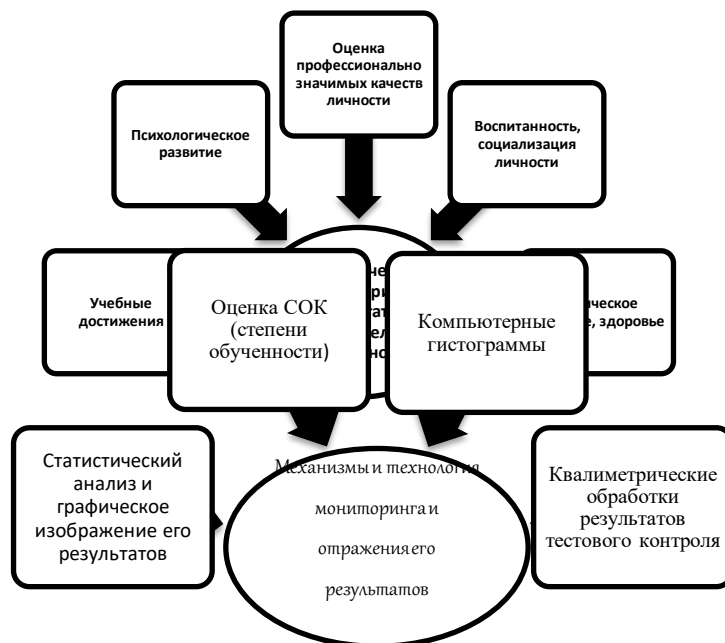 Оценка
профессионально
значимых качеств
личности
Психологическое
развитие
Воспитанность,
социализация
личности
Учебные
достижения
Оценка СОК
(степени
обученности)
Компьютерные
гистограммы
здоровье
Статистический
анализ и
графическое
изображение его
результатов
Механизмы и технология
мониторинга и
отражения его
результатов
Квалиметрические
обработки
результатов
тестового контроля